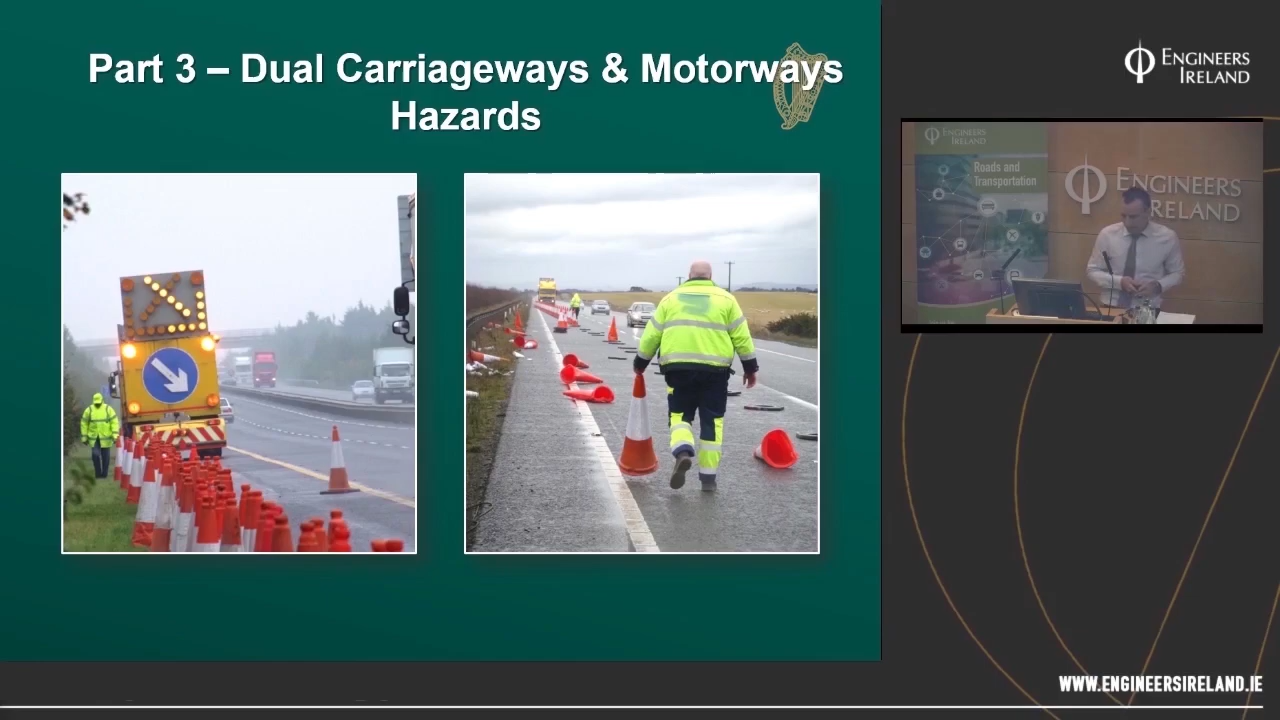 Part 3 – Dual Carriageways & Motorways
Hazards
ENGINEERS
IRELAND
ENGINEERS
IRELAND
Roads and
Transportation
ENGINEERS
IRELAND
WWW.ENGINEERSIRELAND.IE